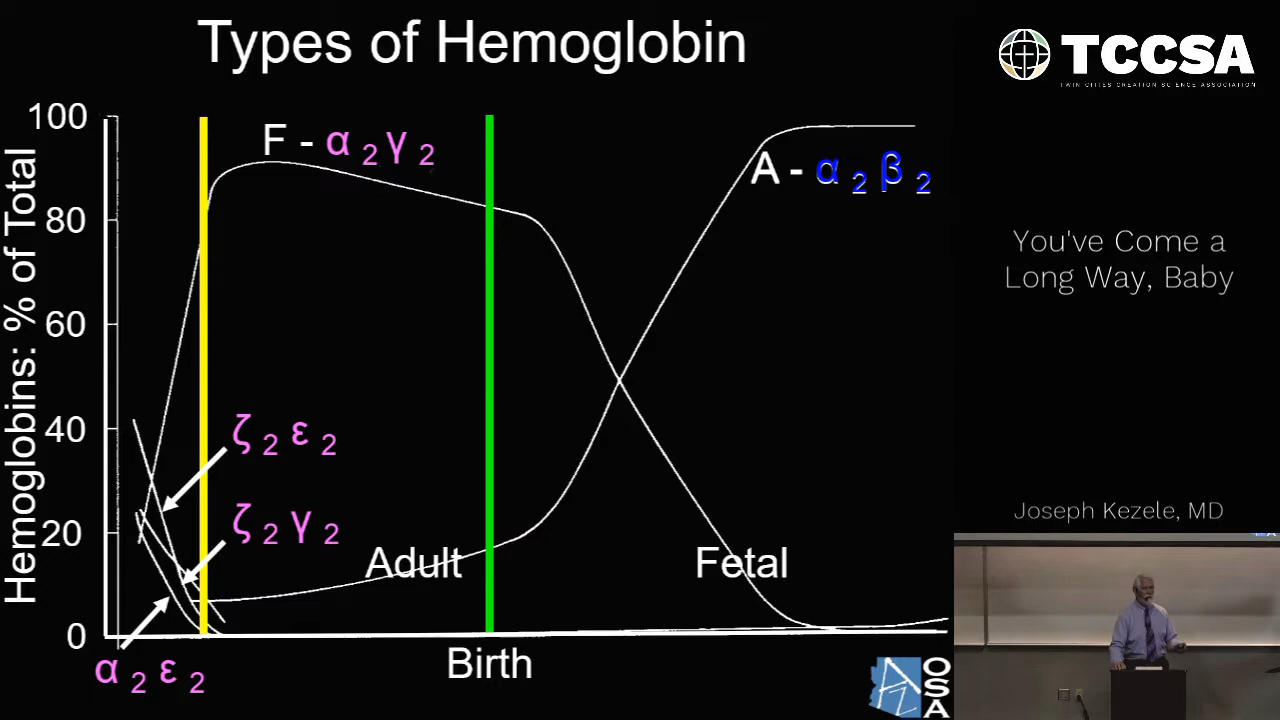 Types of Hemoglobin
Hemoglobins: % of Total
100
80
60
40
20
0
F - α 2 γ 2
A - α 2 β 2
ζ 2 ε 2
ζ 2 γ 2
α 2 ε 2
Adult
Fetal
Birth
AZ
OSA
TCCSA
TWIN CITIES CREATION SCIENCE ASSOCIATION
You've Come a
Long Way, Baby
Joseph Kezele, MD